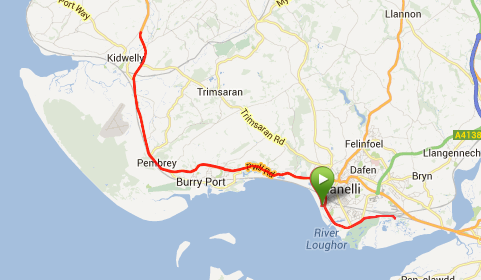 Port Way
My
Llannon
Kidwelly
Trimsaran
A4138
Trimsaran Rd
Felinfoel
Llangennech
Pembrey
Pwll Rd
Dafen
Bryn
Burry Port
anelli
River
Loughor
Pen-clawdd